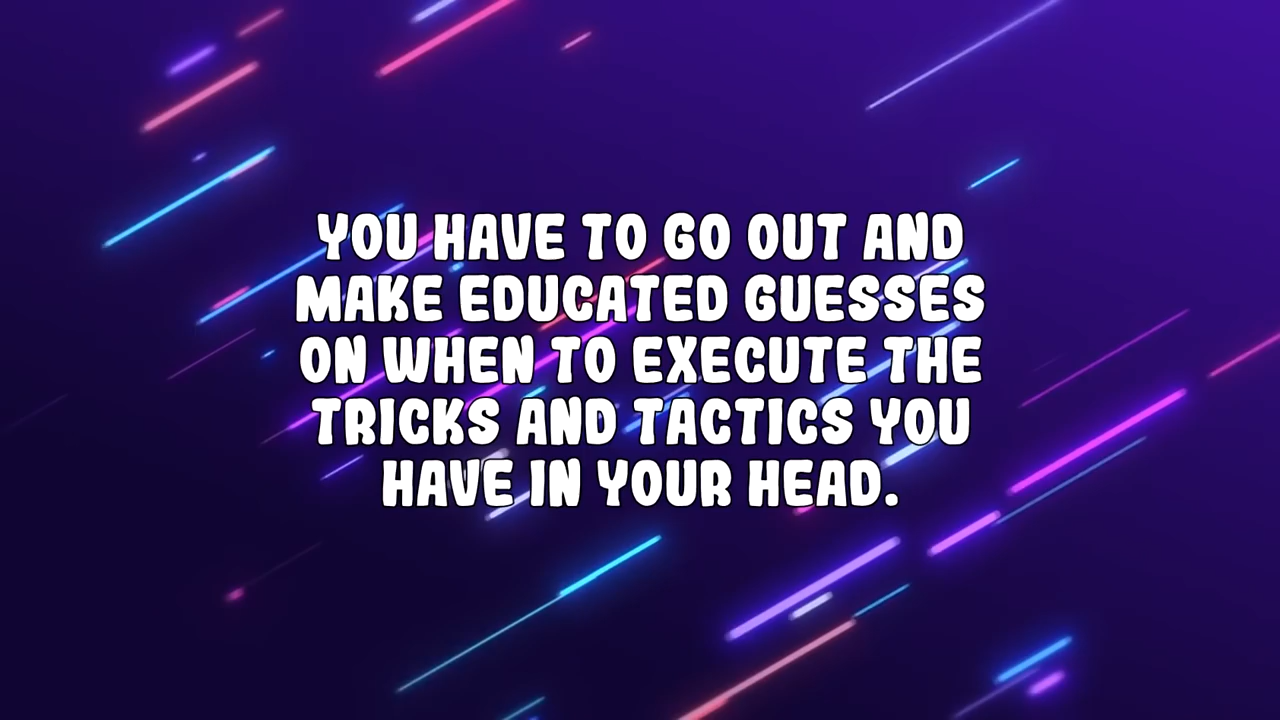 YOU HAVE TO GO OUT AND
MAKE EDUCATED GUESSES
ON WHEN TO EXECUTE THE
TRICKS AND TACTICS YOU
HAVE IN YOUR HEAD.